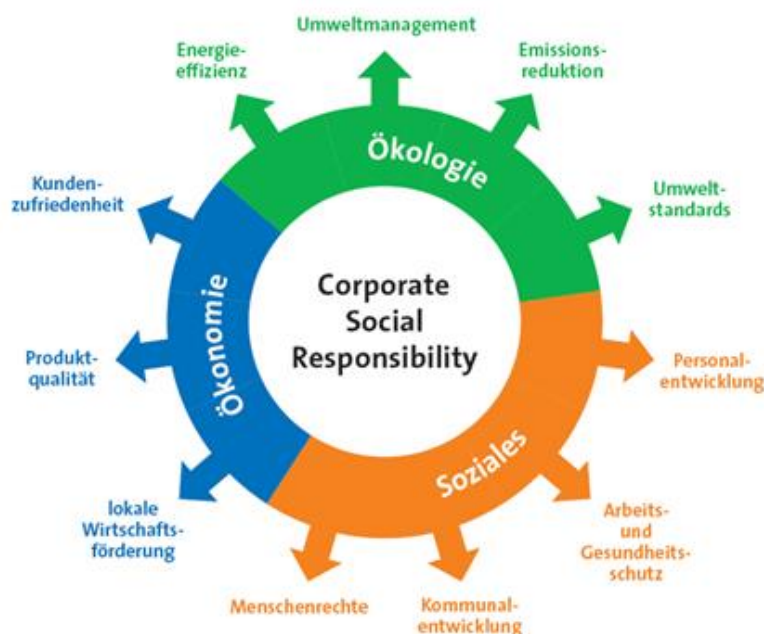 Umweltmanagement
Energie-
effizienz
Emissions-
reduktion
Ökologie
Kunden-
zufriedenheit
Umwelt-
standards
Corporate
Social
Responsibility
Ökonomie
Produkt-
qualität
Personal-
entwicklung
Soziales
lokale
Wirtschafts-
förderung
Arbeits-
und
Gesundheits-
schutz
Menschenrechte
Kommunal-
entwicklung